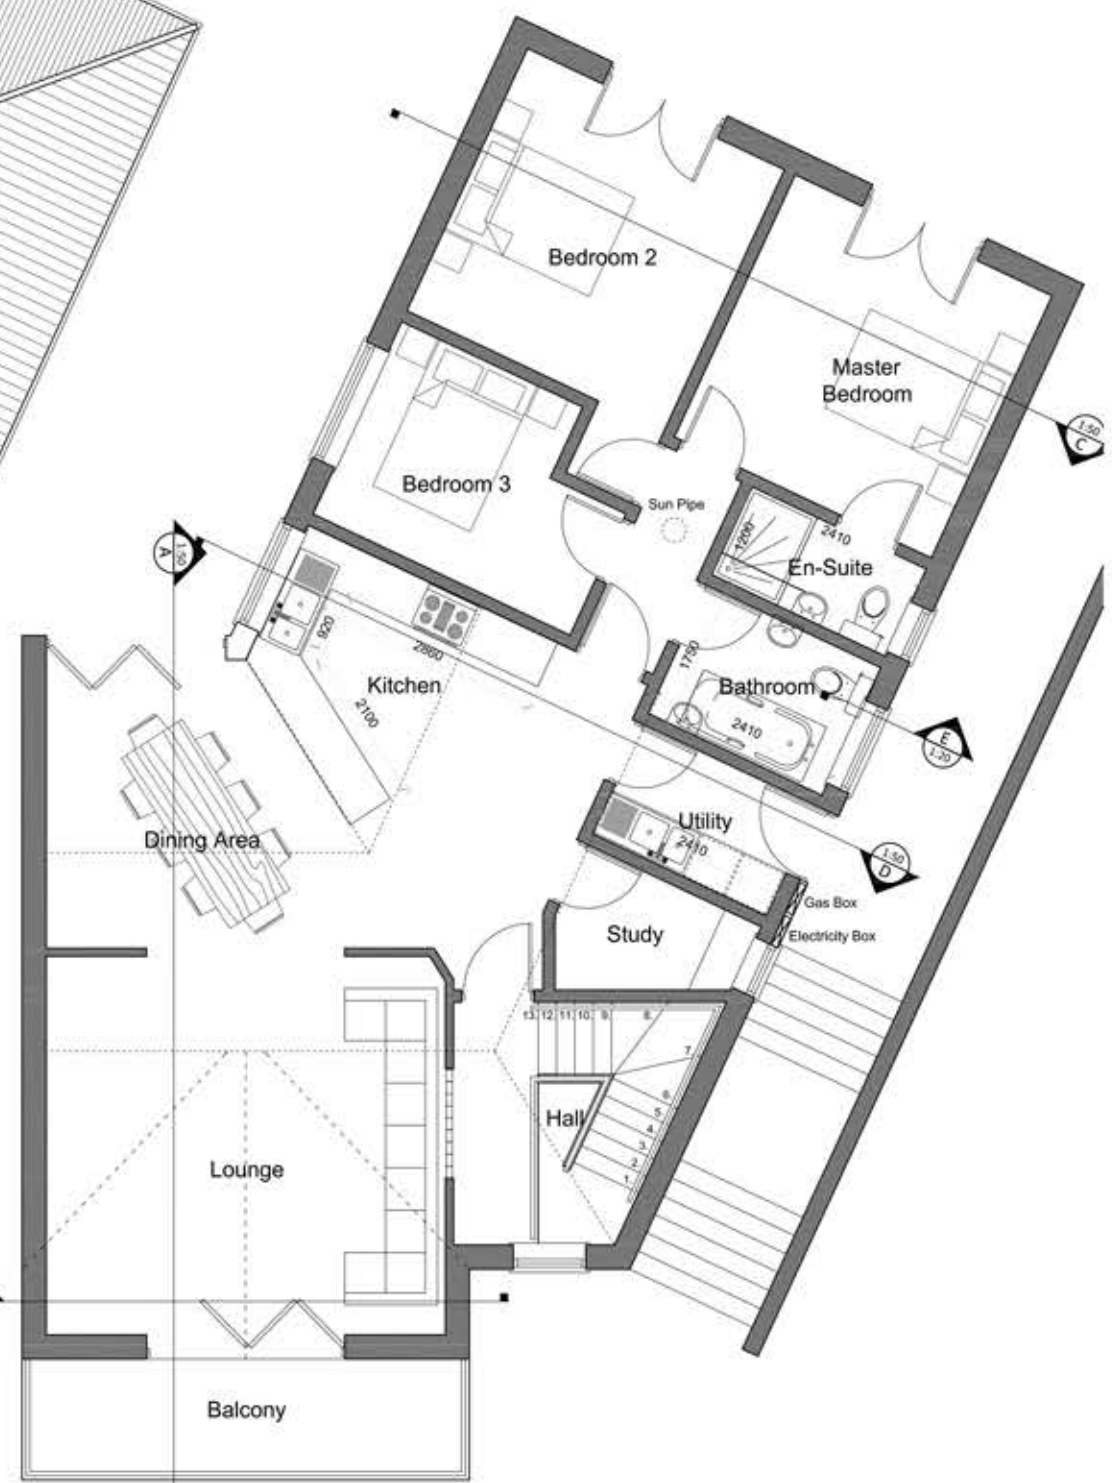 Bedroom 2
Master
Bedroom
1:50
C
Bedroom 3
Sun Pipe
1200
2410
En-Suite
A
1:50
920
2860
Kitchen
2100
1750
Bathroom
2410
E
1:20
Dining Area
Utility
2410
1:50
D
Gas Box
Study
Electricity Box
13.
12.
11.
10.
9.
8.
7.
6.
5.
4.
3.
2.
1.
Hall
Lounge
Balcony